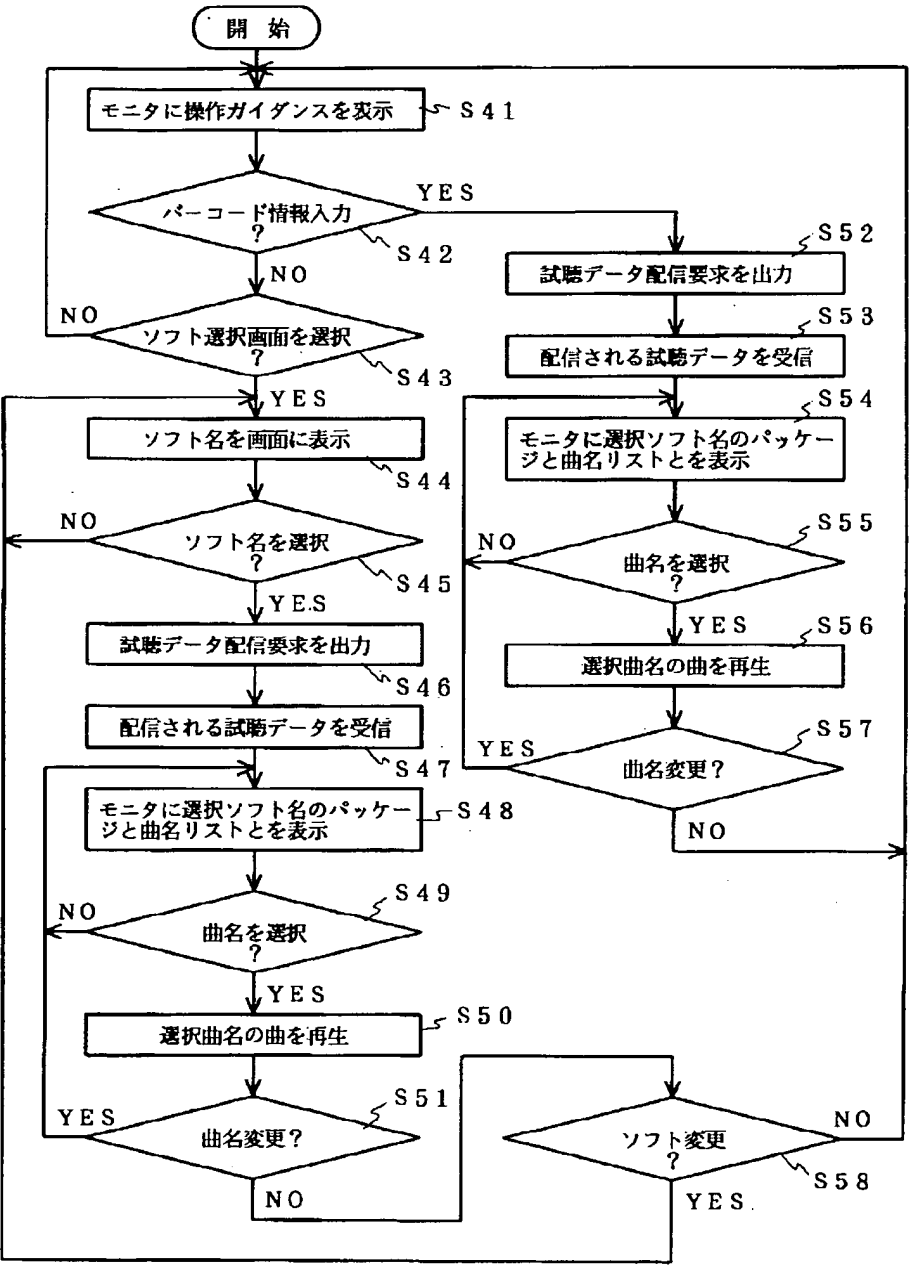 開 始
モニタに操作ガイダンスを表示
S41
バーコード情報入力
?
YES
S42
NO
ソフト選択画面を選択
?
NO
S43
YES
ソフト名を画面に表示
S44
ソフト名を選択
?
NO
S45
YES
試聴データ配信要求を出力
S46
配信される試聴データを受信
S47
モニタに選択ソフト名のパッケー
ジと曲名リストとを表示
S48
曲名を選択
?
S49
NO
YES
選択曲名の曲を再生
S50
曲名変更?
S51
YES
NO
S52
試聴データ配信要求を出力
S53
配信される試聴データを受信
S54
モニタに選択ソフト名のパッケー
ジと曲名リストとを表示
S55
曲名を選択
?
NO
YES
S56
選択曲名の曲を再生
S57
曲名変更?
YES
NO
ソフト変更
?
NO
S58
YES